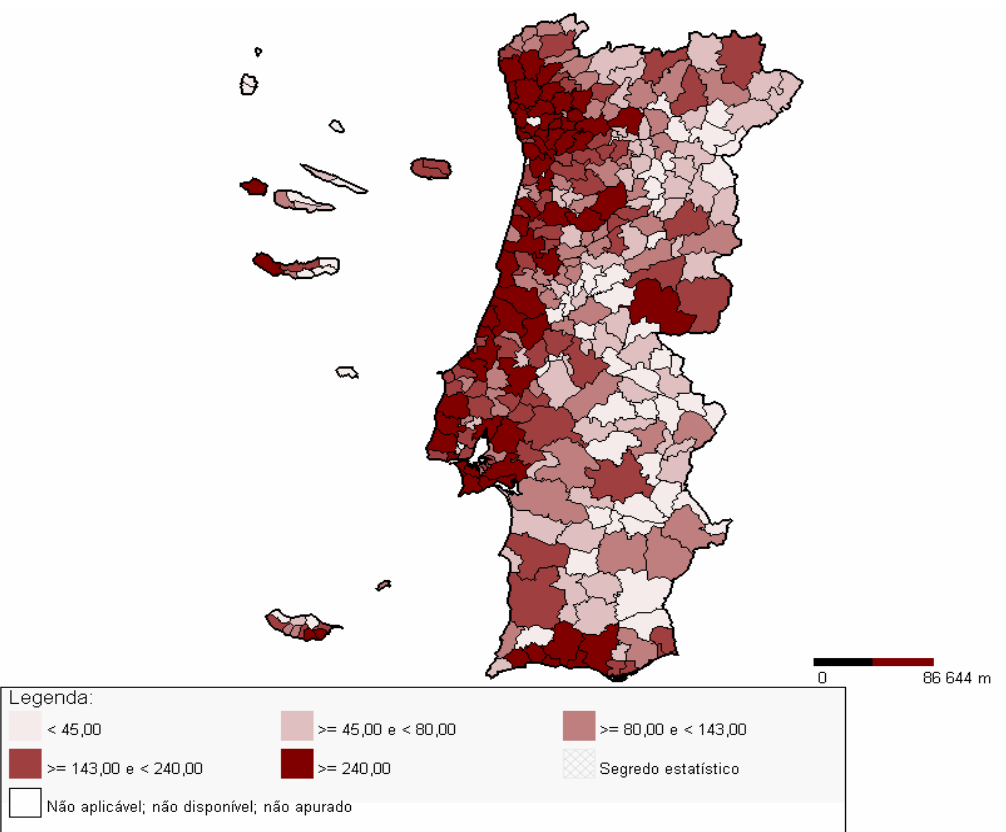 0 86 644 m
Legenda:
< 45,00 >= 45,00 e < 80,00 >= 80,00 e < 143,00
>= 143,00 e < 240,00 >= 240,00 Segredo estatístico
Não aplicável; não disponível; não apurado